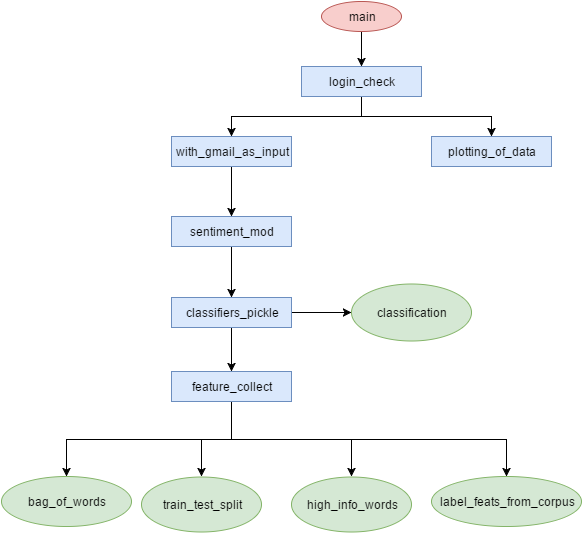 main
login_check
with_gmail_as_input
plotting_of_data
sentiment_mod
classifiers_pickle
classification
feature_collect
bag_of_words
train_test_split
high_info_words
label_feats_from_corpus